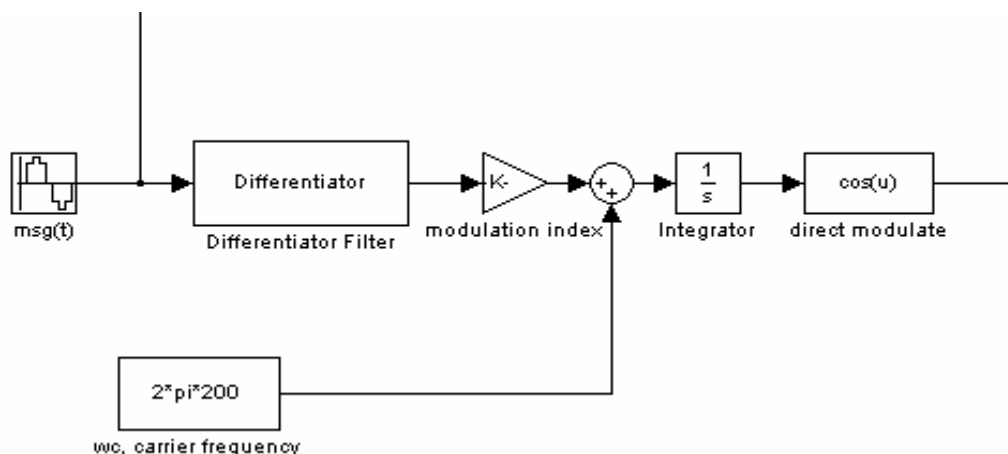 Differentiator
K-
+
+
1
s
cos(u)
msg(t)
Differentiator Filter
modulation index
Integrator
direct modulate
2*pi*200
wc, carrier frequency